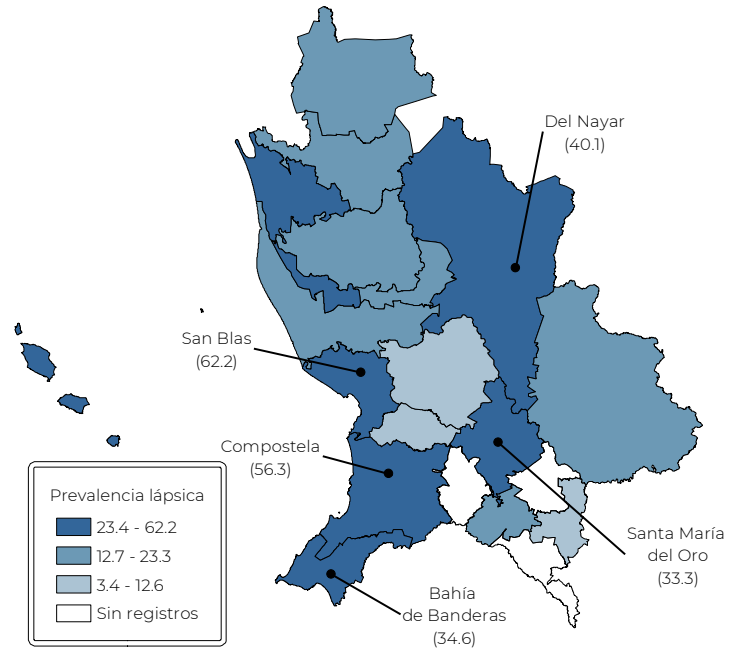 Del Nayar
(40.1)
San Blas
(62.2)
Compostela
(56.3)
Prevalencia lápsica
23.4 - 62.2
12.7 - 23.3
3.4 - 12.6
Sin registros
Santa María
del Oro
(33.3)
Bahía
de Banderas
(34.6)